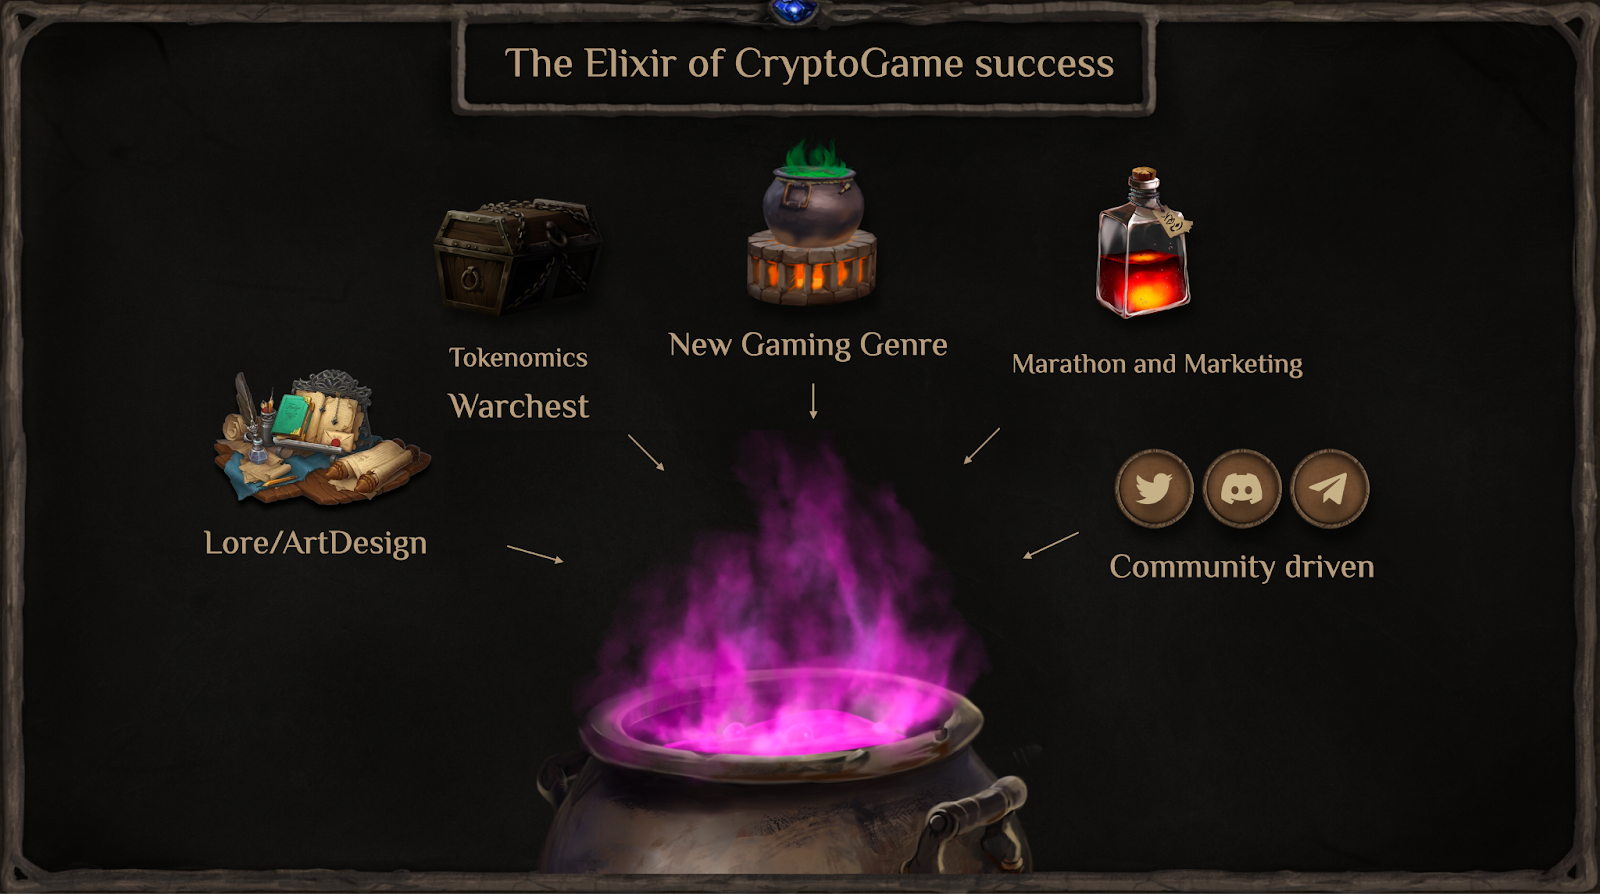 The Elixir of CryptoGame success
Tokenomics
Warchest
New Gaming Genre
Marathon and Marketing
Lore/ArtDesign
Community driven